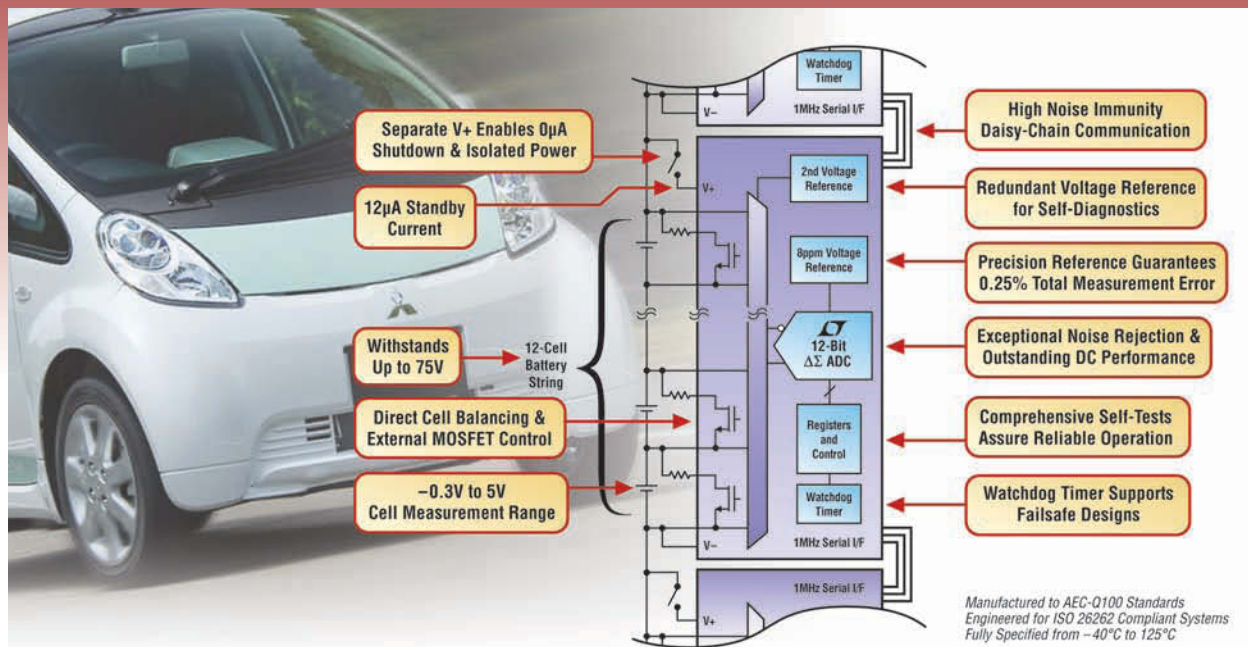 Watchdog
Timer
V–
1MHz Serial I/F
Separate V+ Enables 0µA
Shutdown & Isolated Power
12µA Standby
Current
Withstands
Up to 75V
12-Cell
Battery
String
Direct Cell Balancing &
External MOSFET Control
–0.3V to 5V
Cell Measurement Range
V+
2nd Voltage
Reference
8ppm Voltage
Reference
12-Bit
ΔΣ ADC
Registers
and
Control
Watchdog
Timer
V–
1MHz Serial I/F
1MHz Serial I/F
V+
High Noise Immunity
Daisy-Chain Communication
Redundant Voltage Reference
for Self-Diagnostics
Precision Reference Guarantees
0.25% Total Measurement Error
Exceptional Noise Rejection &
Outstanding DC Performance
Comprehensive Self-Tests
Assure Reliable Operation
Watchdog Timer Supports
Failsafe Designs
Manufactured to AEC-Q100 Standards
Engineered for ISO 26262 Compliant Systems
Fully Specified from –40°C to 125°C